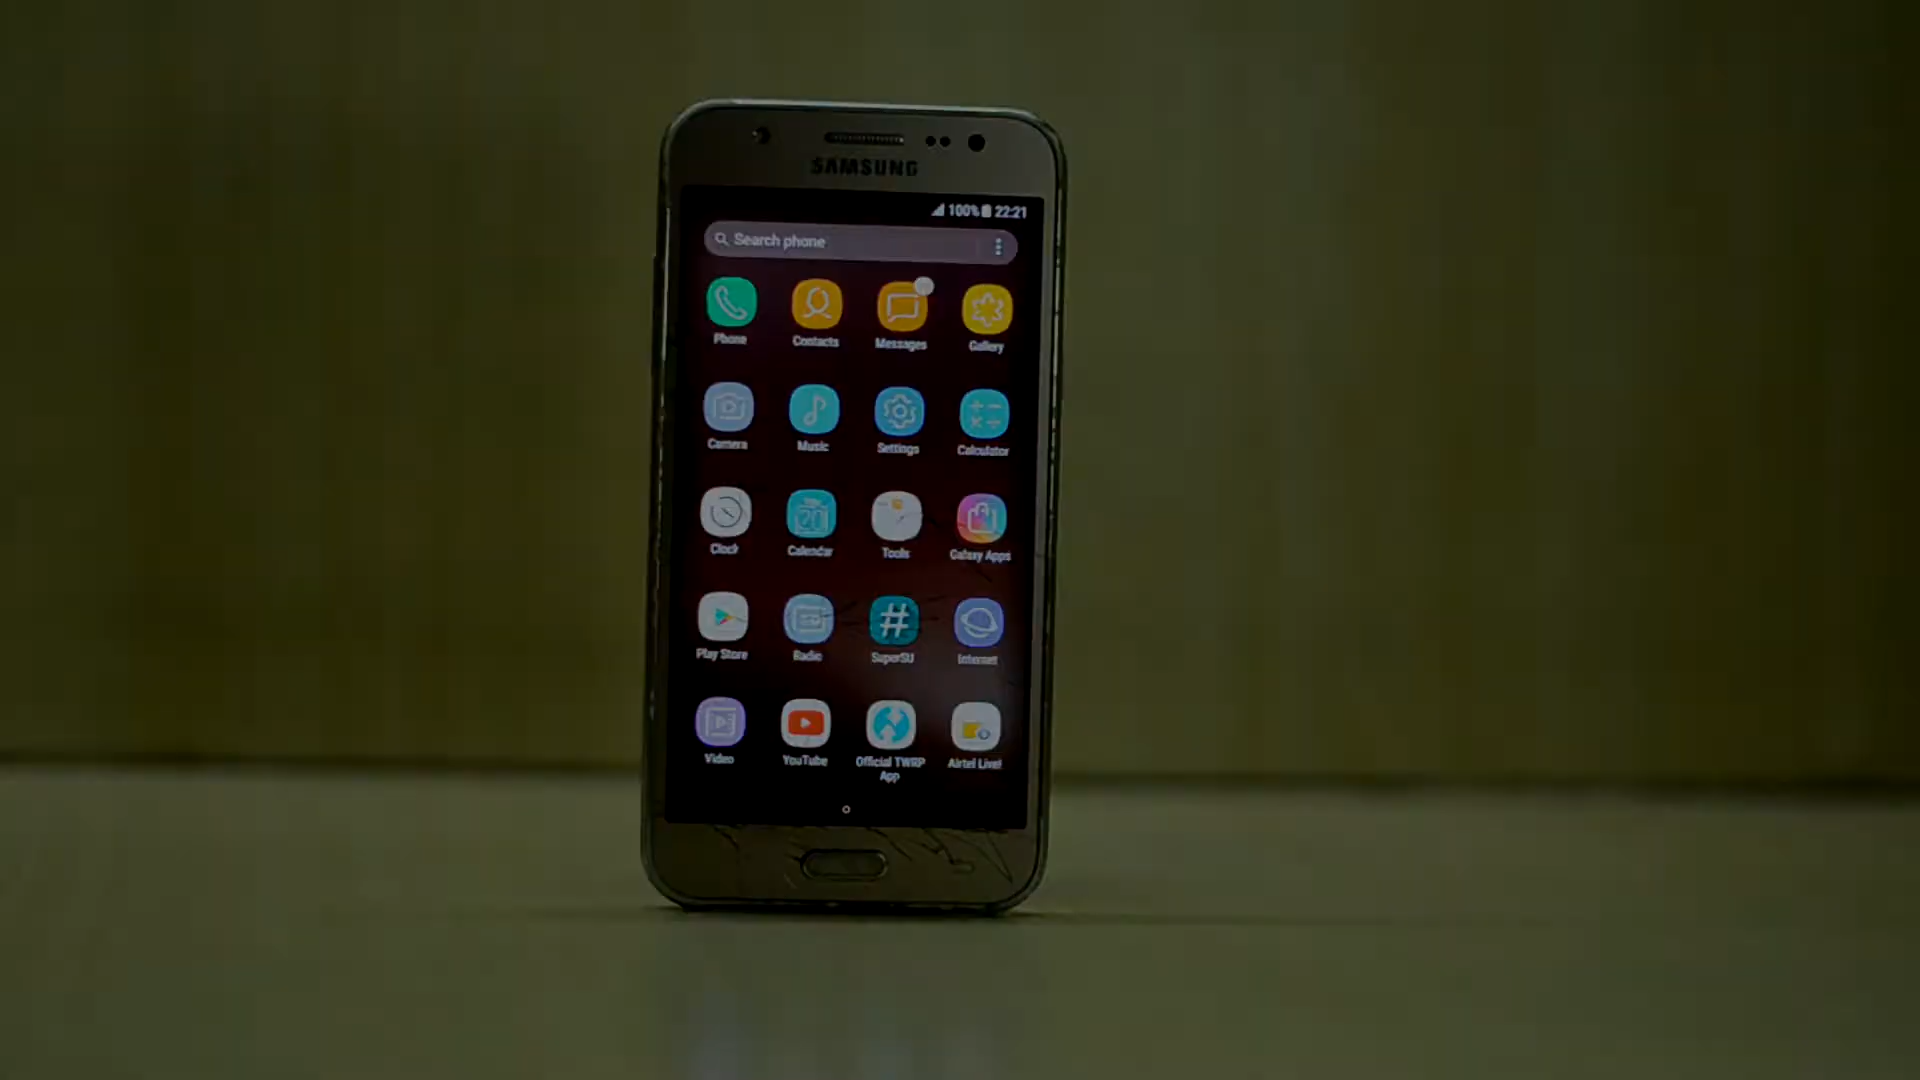 SAMSUNG
100% 22:21
Search phone
Phone Contacts Messages Gallery
Camera Music Settings Calculator
20
Clock Calendar Tools Galaxy Apps
#
Play Store Radio SuperSU Internet
Video YouTube Official TWRP App Airtel Live!